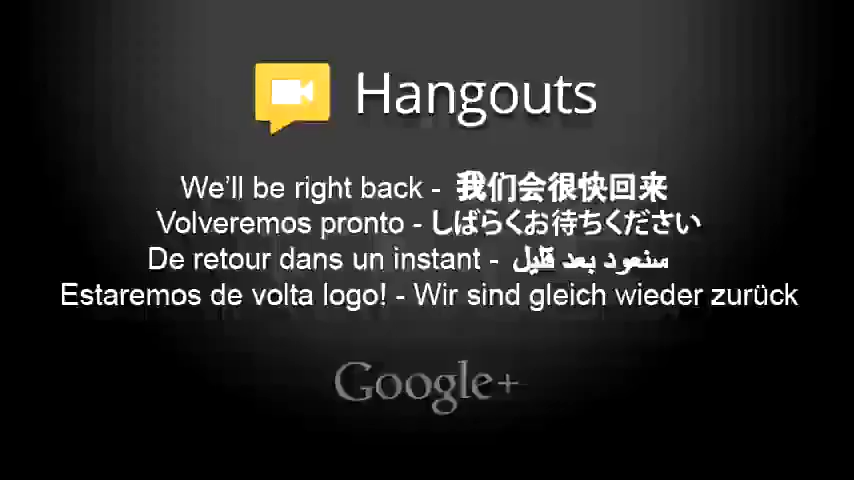 Hangouts
We'll be right back - 我们会很快回来
Volveremos pronto - しばらくお待ちください
De retour dans un instant - سنعود بعد قليل
Estaremos de volta logo! - Wir sind gleich wieder zurück
Google+